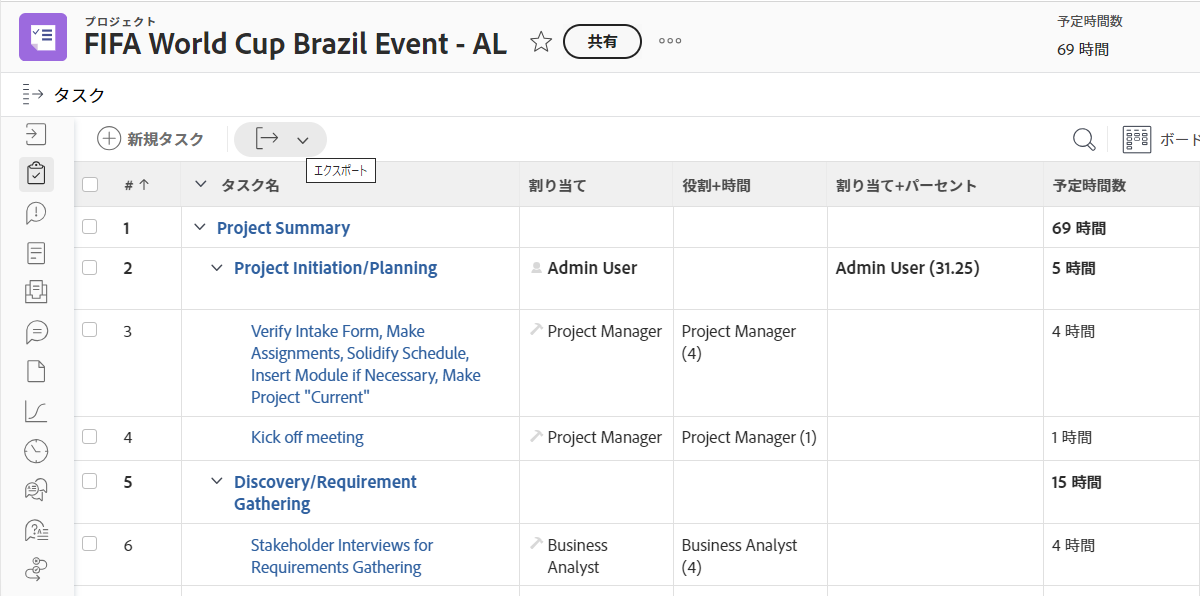 プロジェクト
FIFA World Cup Brazil Event - AL
共有
予定時間数
69 時間
タスク
新規タスク
エクスポート
ボード
# ↑ タスク名 割り当て 役割+時間 割り当て+パーセント 予定時間数
1 Project Summary 69 時間
2 Project Initiation/Planning Admin User Admin User (31.25) 5 時間
3 Verify Intake Form, Make Project Manager Project Manager 4 時間
Assignments, Solidify Schedule, (4)
Insert Module if Necessary, Make
Project "Current"
4 Kick off meeting Project Manager Project Manager (1) 1 時間
5 Discovery/Requirement 15 時間
Gathering
6 Stakeholder Interviews for Business Business Analyst 4 時間
Requirements Gathering Analyst (4)